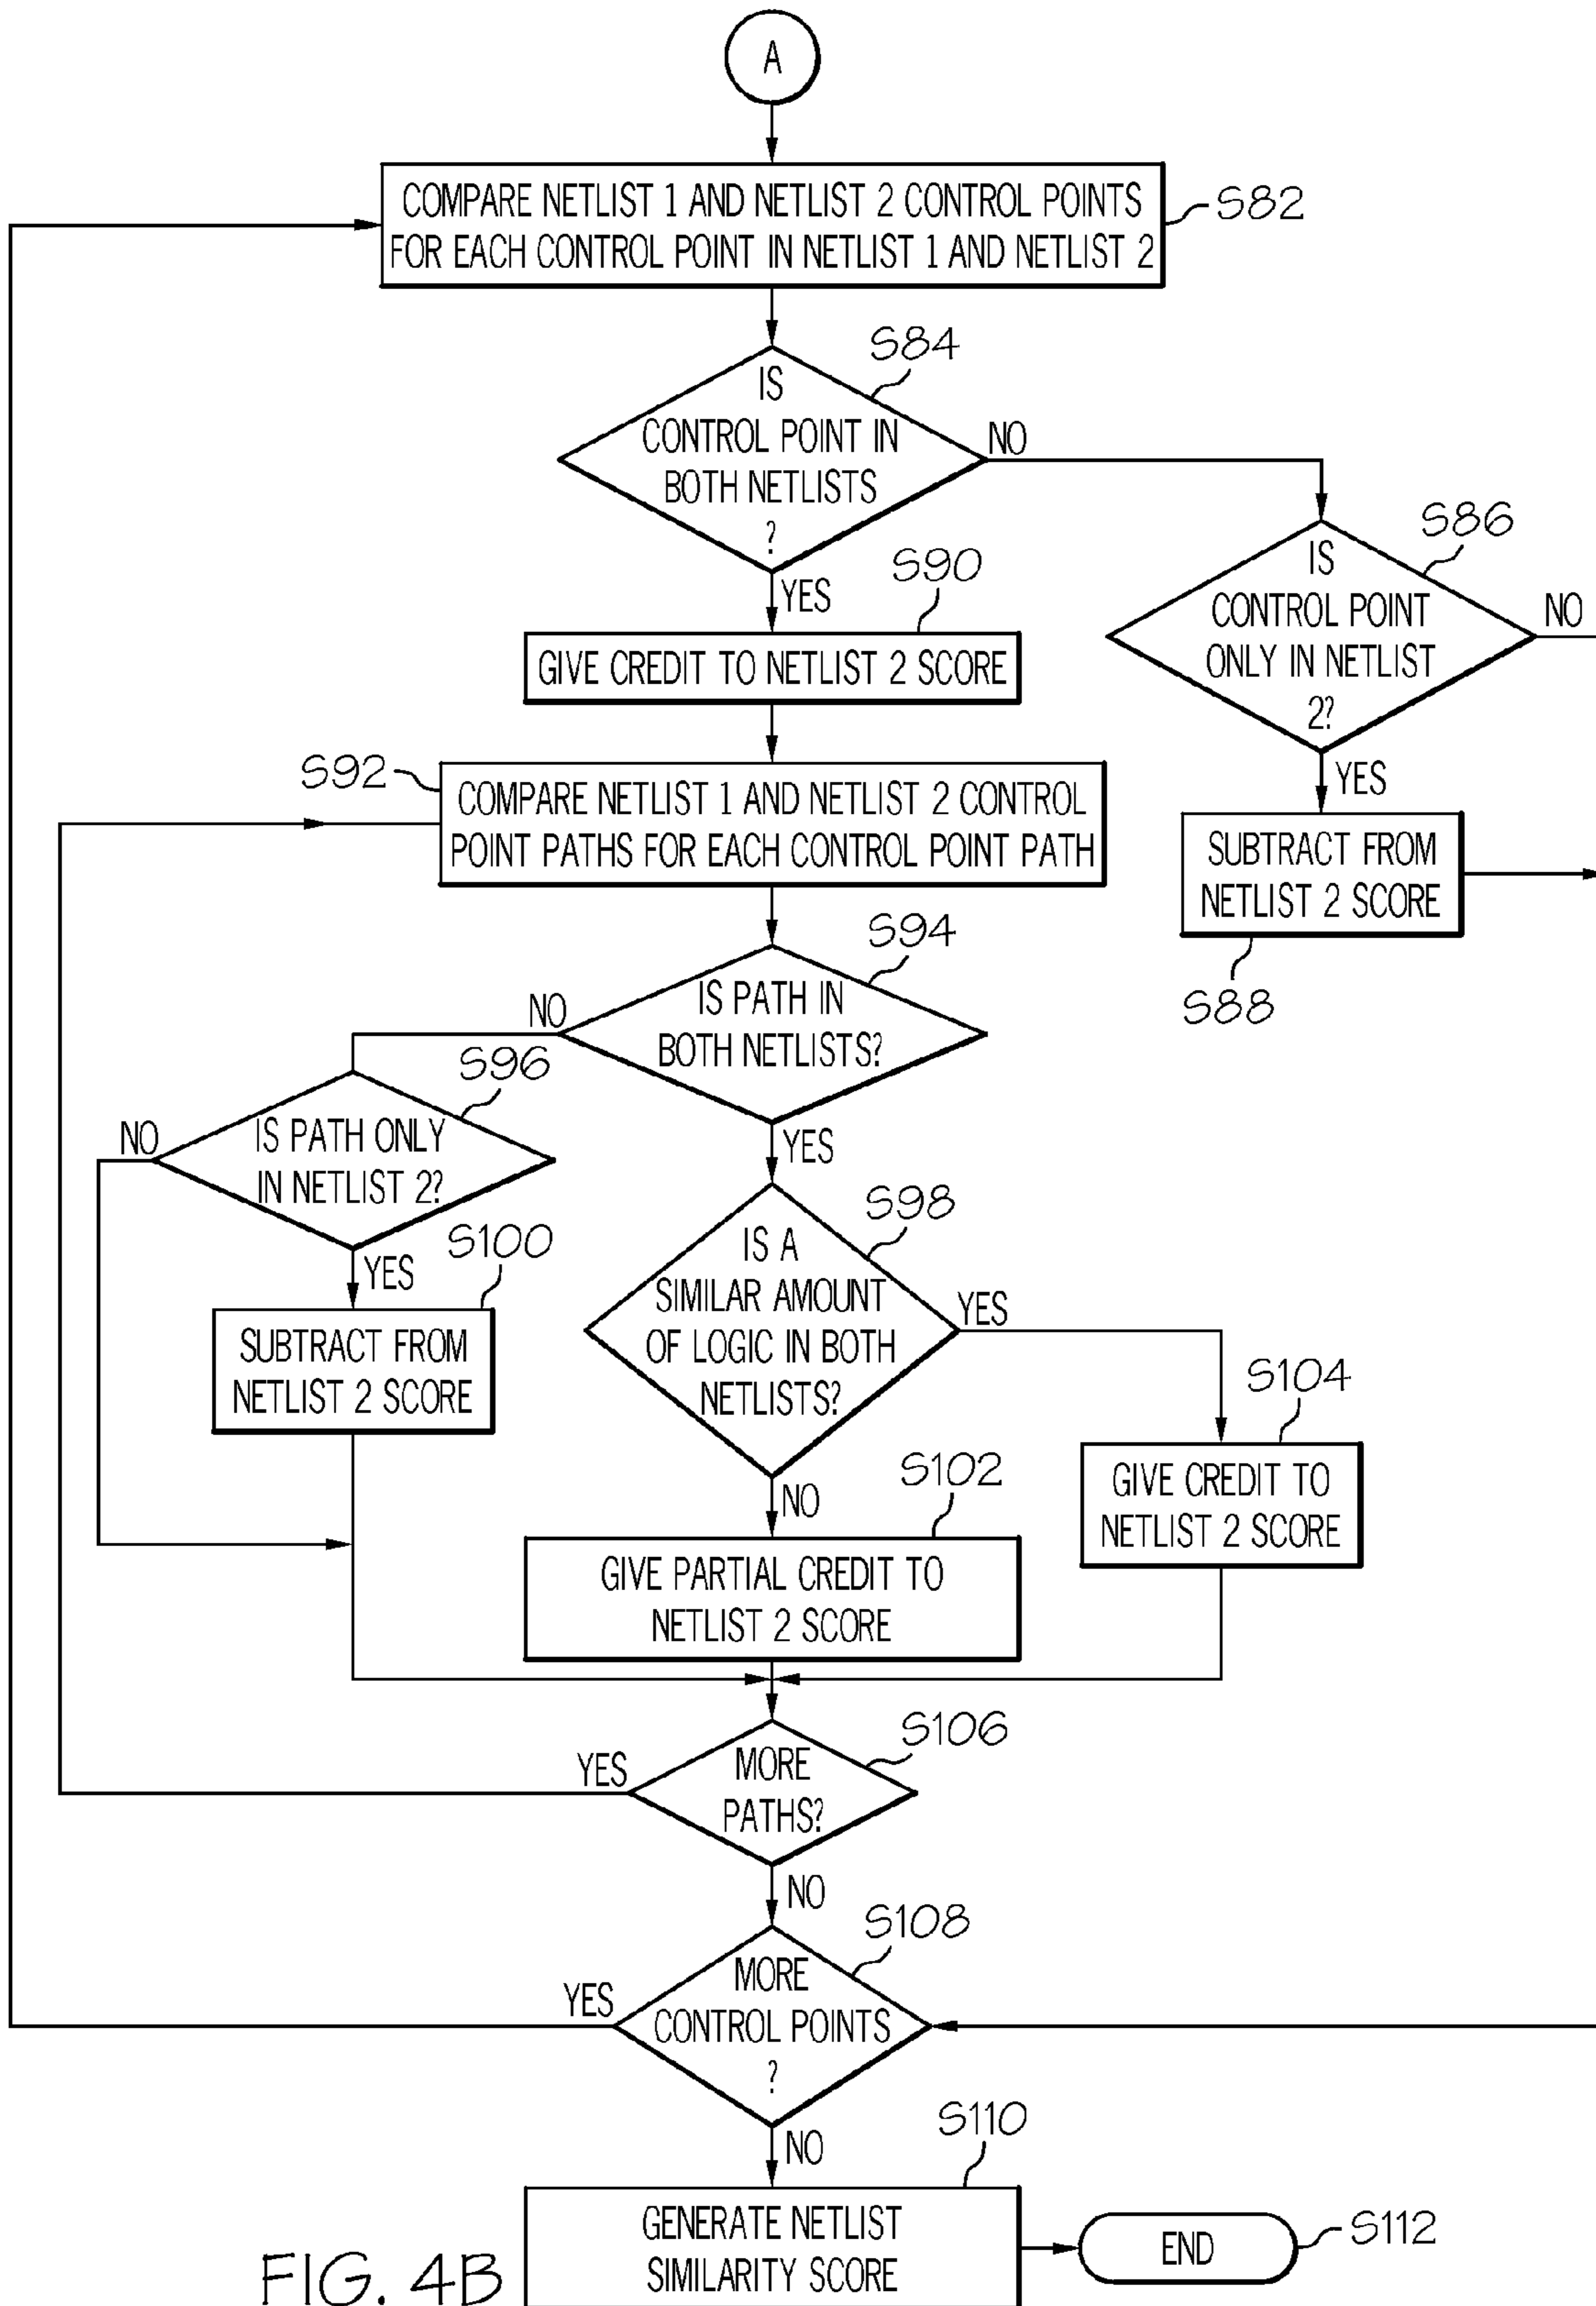 A
COMPARE NETLIST 1 AND NETLIST 2 CONTROL POINTS
FOR EACH CONTROL POINT IN NETLIST 1 AND NETLIST 2
S82
S84
IS
CONTROL POINT IN
BOTH NETLISTS
?
NO
YES
S86
IS
CONTROL POINT
ONLY IN NETLIST
2?
NO
YES
S90
GIVE CREDIT TO NETLIST 2 SCORE
S92
COMPARE NETLIST 1 AND NETLIST 2 CONTROL
POINT PATHS FOR EACH CONTROL POINT PATH
SUBTRACT FROM
NETLIST 2 SCORE
S88
S94
IS PATH IN
BOTH NETLISTS?
NO
YES
S96
IS PATH ONLY
IN NETLIST 2?
NO
YES
S98
IS A
SIMILAR AMOUNT
OF LOGIC IN BOTH
NETLISTS?
YES
NO
S100
SUBTRACT FROM
NETLIST 2 SCORE
S104
GIVE CREDIT TO
NETLIST 2 SCORE
S102
GIVE PARTIAL CREDIT TO
NETLIST 2 SCORE
S106
MORE
PATHS?
YES
NO
S108
MORE
CONTROL POINTS
?
YES
NO
S110
GENERATE NETLIST
SIMILARITY SCORE
END
S112
FIG. 4B